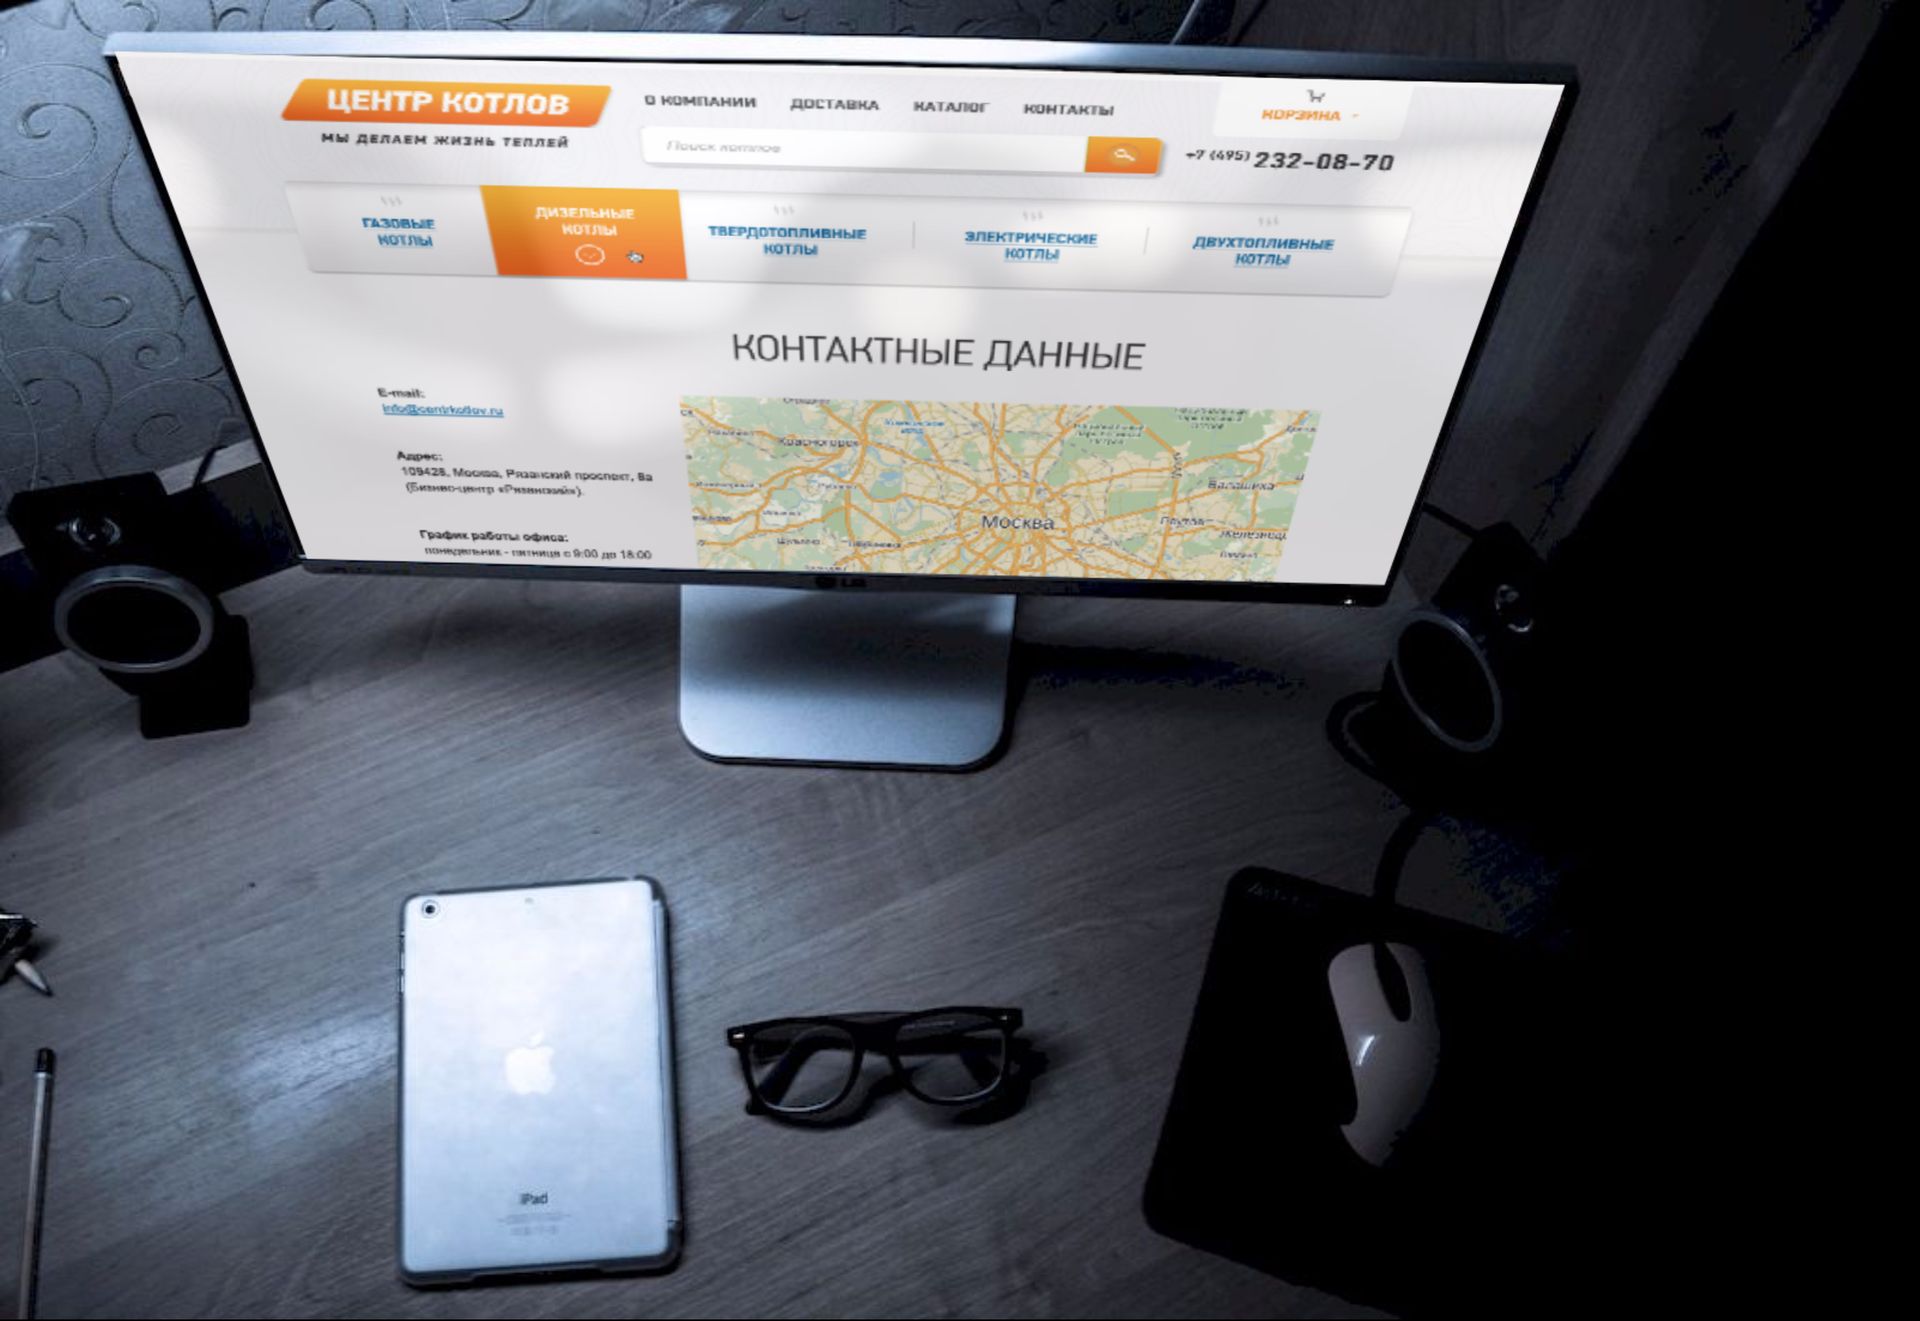 ЦЕНТР КОТЛОВ
МЫ ДЕЛАЕМ ЖИЗНЬ ТЕПЛЕЙ
О КОМПАНИИ ДОСТАВКА КАТАЛОГ КОНТАКТЫ
КОРЗИНА
Поиск котлов
+7 (495) 232-08-70
ГАЗОВЫЕ
КОТЛЫ
ДИЗЕЛЬНЫЕ
КОТЛЫ
ТВЕРДОТОПЛИВНЫЕ
КОТЛЫ
ЭЛЕКТРИЧЕСКИЕ
КОТЛЫ
ДВУХТОПЛИВНЫЕ
КОТЛЫ
КОНТАКТНЫЕ ДАННЫЕ
E-mail:
info@centrkotlov.ru
Адрес:
109428, Москва, Рязанский проспект, 8а
(Бизнес-центр «Рязанский»).
График работы офиса:
понедельник - пятница с 9:00 до 18:00
Красногорск
Балашиха
Москва
Реутов
LG
iPad